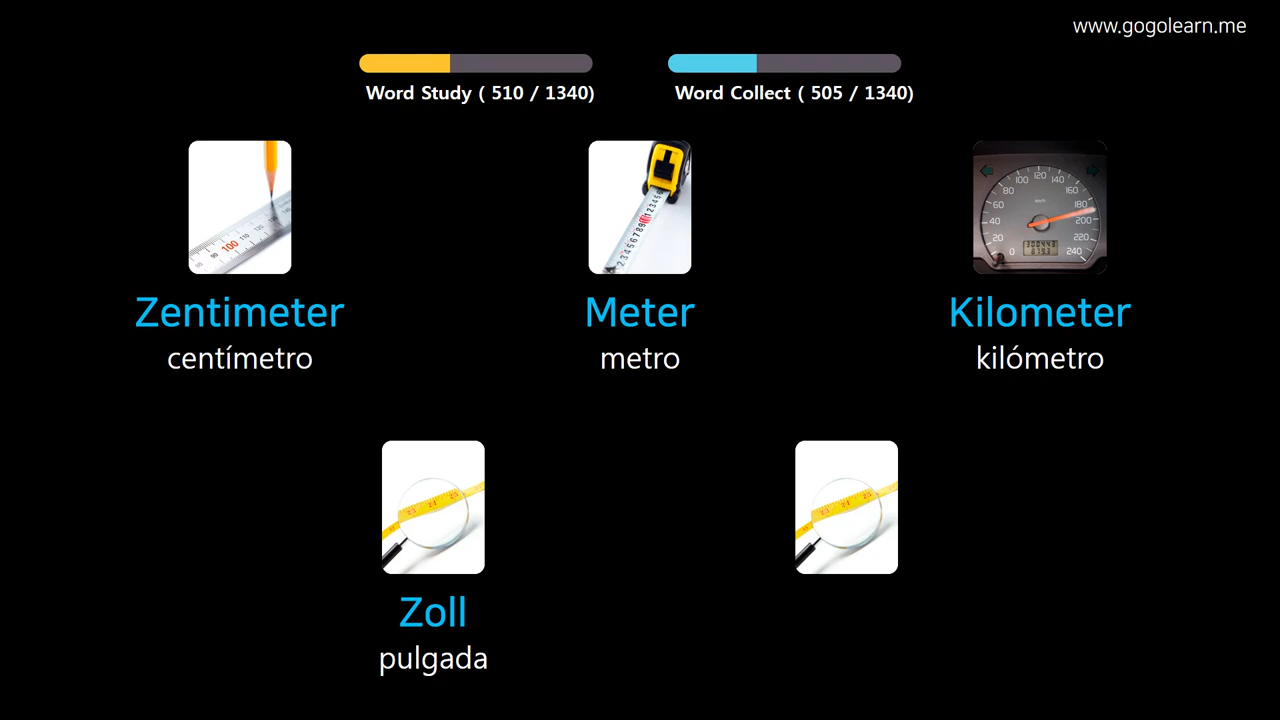 www.gogolearn.me
Word Study ( 510 / 1340)
Word Collect ( 505 / 1340)
Zentimeter
centímetro
Meter
metro
Kilometer
kilómetro
Zoll
pulgada